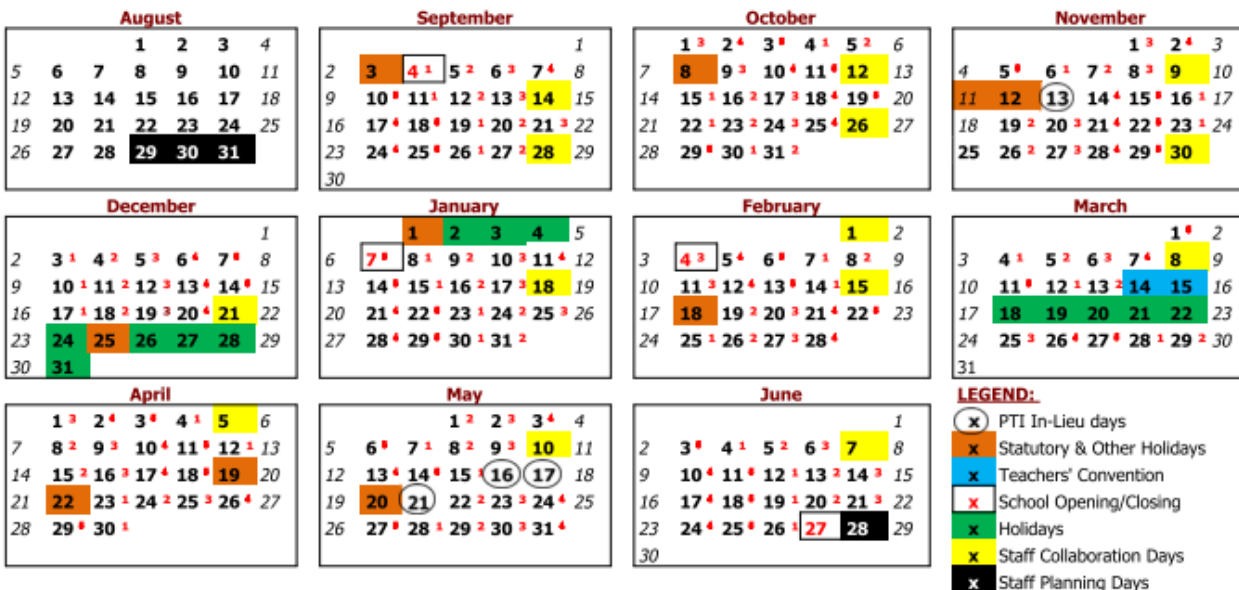 August
1 2 3 4
5 6 7 8 9 10 11
12 13 14 15 16 17 18
19 20 21 22 23 24 25
26 27 28 29 30 31
September
1
2 3 4 1 5 2 6 3 7 4 8
9 10 11 1 12 2 13 3 14 15
16 17 4 18 19 1 20 2 21 3 22
23 24 4 25 26 1 27 2 28 29
30
October
1 3 2 4 3 4 1 5 2 6
7 8 9 3 10 4 11 12 13
14 15 1 16 2 17 3 18 4 19 20
21 22 1 23 2 24 3 25 4 26 27
28 29 30 1 31 2
November
1 3 2 4 3
4 5 6 1 7 2 8 3 9 10
11 12 13 14 4 15 16 1 17
18 19 2 20 3 21 4 22 23 1 24
25 26 2 27 3 28 4 29 30
December
1
2 3 1 4 2 5 3 6 4 7 8
9 10 1 11 2 12 3 13 4 14 15
16 17 1 18 2 19 3 20 4 21 22
23 24 25 26 27 28 29
30 31
January
1 2 3 4 5
6 7 8 1 9 2 10 3 11 4 12
13 14 15 1 16 2 17 3 18 19
20 21 4 22 23 1 24 2 25 3 26
27 28 4 29 30 1 31 2
February
1 2
3 4 3 5 4 6 7 1 8 2 9
10 11 3 12 4 13 14 1 15 16
17 18 19 2 20 3 21 4 22 23
24 25 1 26 2 27 3 28 4
March
1 2
3 4 1 5 2 6 3 7 4 8 9
10 11 12 1 13 2 14 15 16
17 18 19 20 21 22 23
24 25 3 26 4 27 28 1 29 2 30
31
April
1 3 2 4 3 4 1 5 6
7 8 2 9 3 10 4 11 12 1 13
14 15 2 16 3 17 4 18 19 20
21 22 23 1 24 2 25 3 26 4 27
28 29 30 1
May
1 2 2 3 3 4 4
5 6 7 1 8 2 9 3 10 11
12 13 4 14 15 16 17 18
19 20 21 22 2 23 3 24 4 25
26 27 28 1 29 2 30 3 31 4
June
1
2 3 4 1 5 2 6 3 7 8
9 10 4 11 12 1 13 2 14 3 15
16 17 4 18 19 1 20 2 21 3 22
23 24 4 25 26 1 27 28 29
30
LEGEND:
x PTI In-Lieu days
x Statutory & Other Holidays
x Teachers' Convention
x School Opening/Closing
x Holidays
x Staff Collaboration Days
x Staff Planning Days